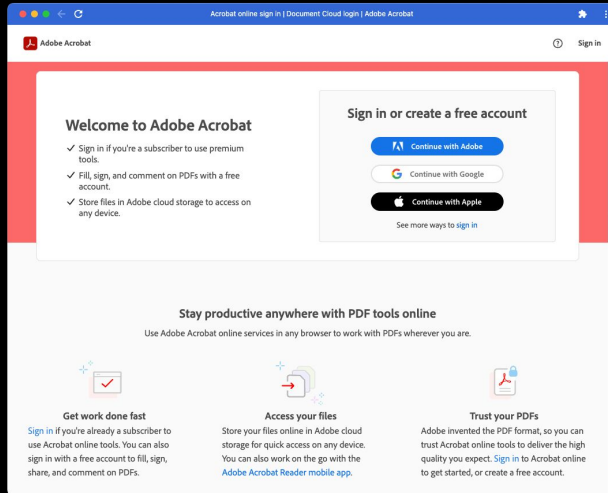 Acrobat online sign in | Document Cloud login | Adobe Acrobat
Adobe Acrobat
Sign in
Welcome to Adobe Acrobat
Sign in if you're a subscriber to use premium
tools.
Fill, sign, and comment on PDFs with a free
account.
Store files in Adobe cloud storage to access on
any device.
Sign in or create a free account
Continue with Adobe
Continue with Google
Continue with Apple
See more ways to sign in
Stay productive anywhere with PDF tools online
Use Adobe Acrobat online services in any browser to work with PDFs wherever you are.
Get work done fast
Sign in if you're already a subscriber to
use Acrobat online tools. You can also
sign in with a free account to fill, sign,
share, and comment on PDFs.
Access your files
Store your files online in Adobe cloud
storage for quick access on any device.
You can also work on the go with the
Adobe Acrobat Reader mobile app.
Trust your PDFs
Adobe invented the PDF format, so you can
trust Acrobat online tools to deliver the high
quality you expect. Sign in to Acrobat online
to get started, or create a free account.